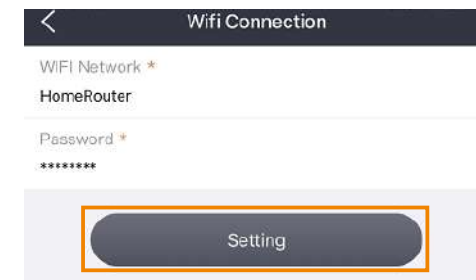 Wifi Connection
WiFI Network *
HomeRouter
Password *
********
Setting